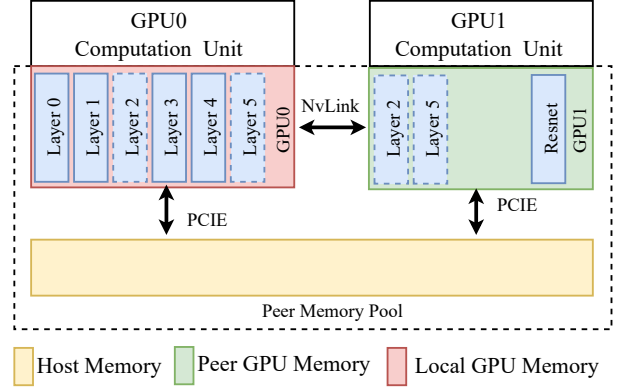 GPU0
Computation Unit
GPU1
Computation Unit
Layer 0
Layer 1
Layer 2
Layer 3
Layer 4
Layer 5
GPU0
NvLink
Layer 2
Layer 5
Resnet
GPU1
PCIE
PCIE
Peer Memory Pool
Host Memory
Peer GPU Memory
Local GPU Memory